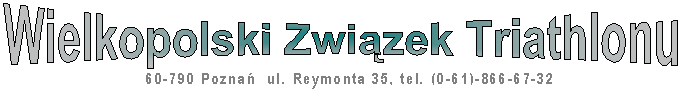 Wielkopolski Związek Triathlonu
60-790 Poznań ul. Reymonta 35, tel. (0-61)-866-67-32